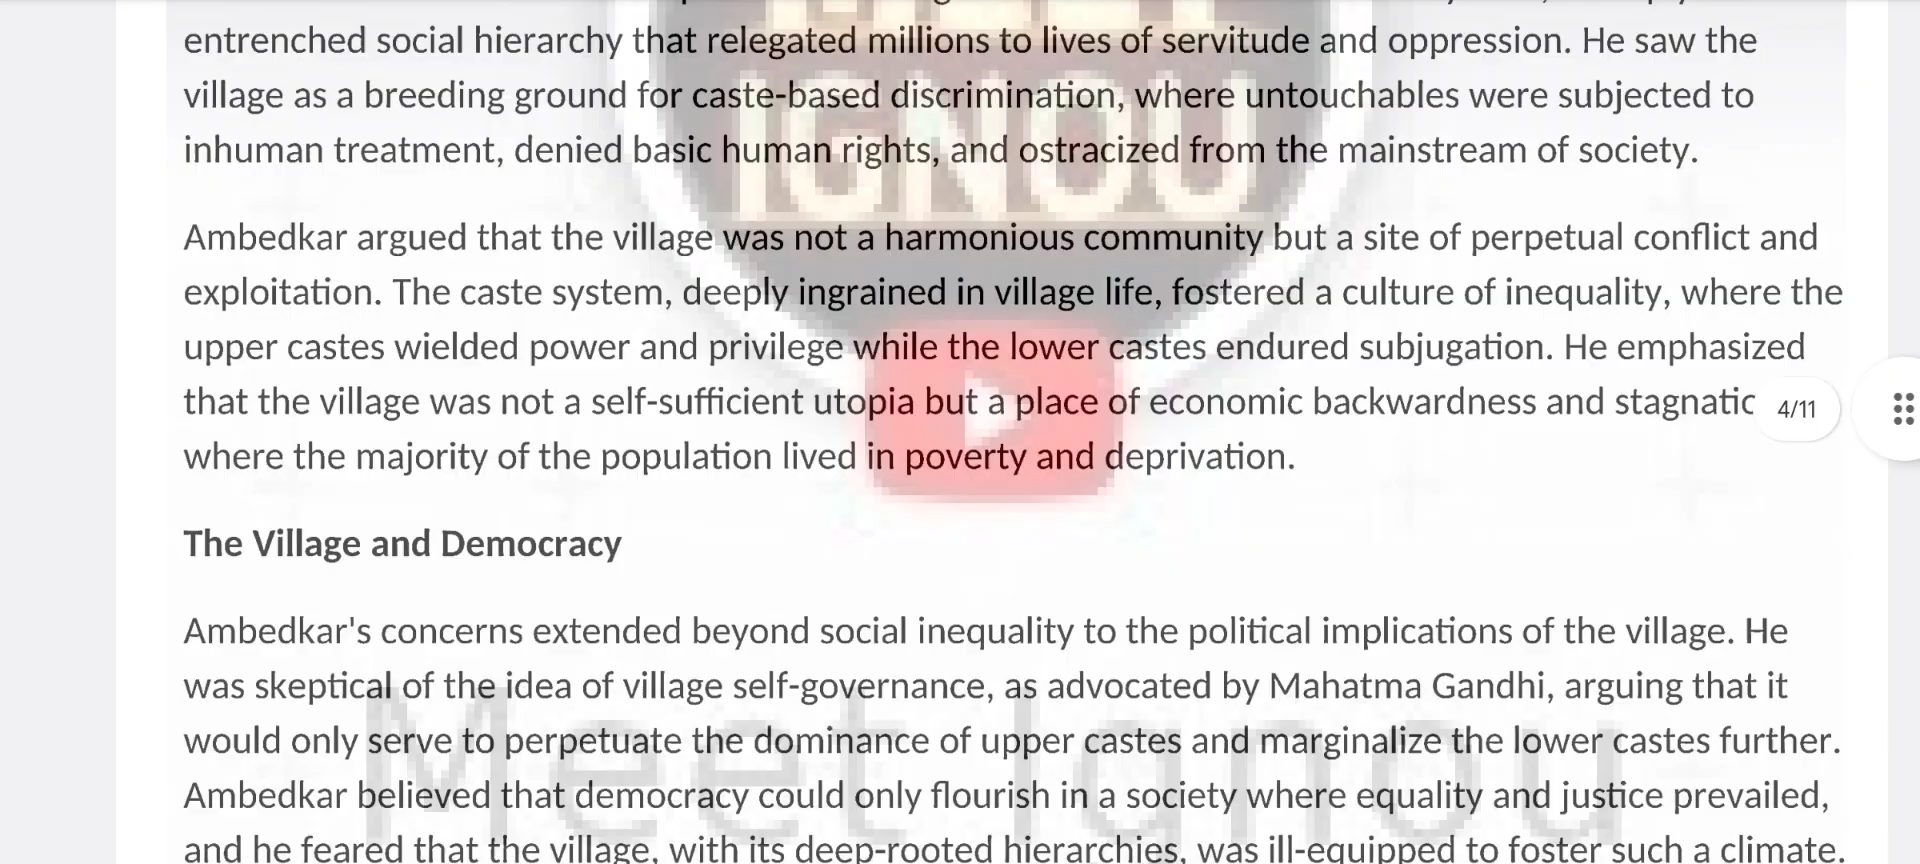 entrenched social hierarchy that relegated millions to lives of servitude and oppression. He saw the
village as a breeding ground for caste-based discrimination, where untouchables were subjected to
inhuman treatment, denied basic human rights, and ostracized from the mainstream of society.
Ambedkar argued that the village was not a harmonious community but a site of perpetual conflict and
exploitation. The caste system, deeply ingrained in village life, fostered a culture of inequality, where the
upper castes wielded power and privilege while the lower castes endured subjugation. He emphasized
that the village was not a self-sufficient utopia but a place of economic backwardness and stagnatic
4/11
where the majority of the population lived in poverty and deprivation.
The Village and Democracy
Ambedkar's concerns extended beyond social inequality to the political implications of the village. He
was skeptical of the idea of village self-governance, as advocated by Mahatma Gandhi, arguing that it
would only serve to perpetuate the dominance of upper castes and marginalize the lower castes further.
Ambedkar believed that democracy could only flourish in a society where equality and justice prevailed,
and he feared that the village, with its deep-rooted hierarchies, was ill-equipped to foster such a climate.
IGNOU
Meet Ignou